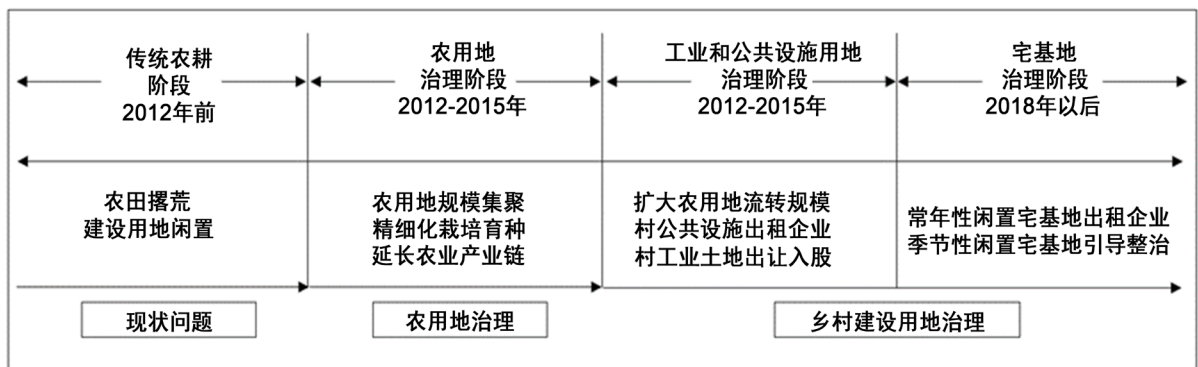 传统农耕
阶段
2012年前
农用地
治理阶段
2012-2015年
工业和公共设施用地
治理阶段
2012-2015年
宅基地
治理阶段
2018年以后
农田撂荒
建设用地闲置
农用地规模集聚
精细化栽培育种
延长农业产业链
扩大农用地流转规模
村公共设施出租企业
村工业土地出让入股
常年性闲置宅基地出租企业
季节性闲置宅基地引导整治
现状问题
农用地治理
乡村建设用地治理